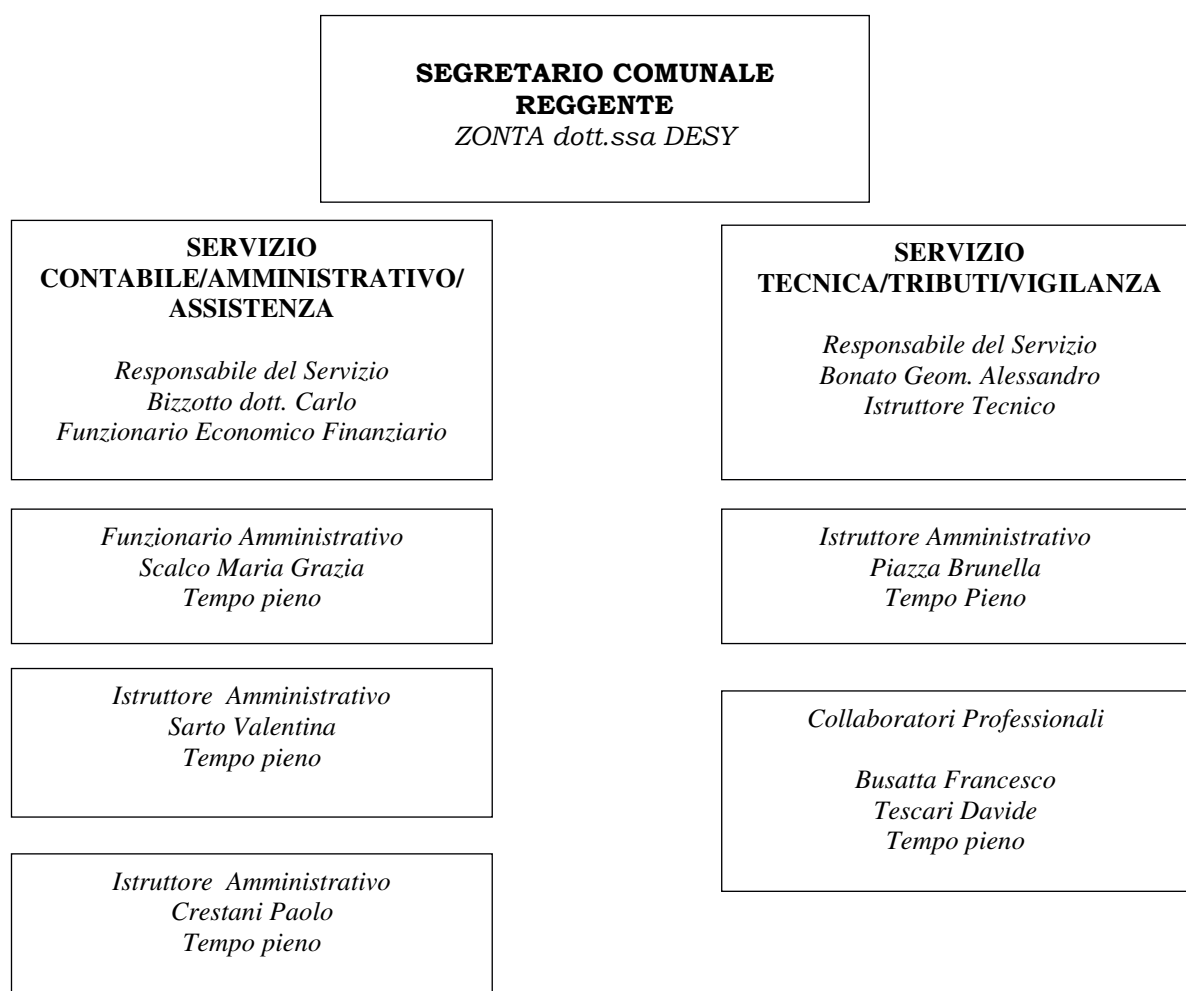 SEGRETARIO COMUNALE
REGGENTE
ZONTA dott.ssa DESY
SERVIZIO
CONTABILE/AMMINISTRATIVO/
ASSISTENZA
Responsabile del Servizio
Bizzotto dott. Carlo
Funzionario Economico Finanziario
Funzionario Amministrativo
Scalco Maria Grazia
Tempo pieno
Istruttore  Amministrativo
Sarto Valentina
Tempo pieno
Istruttore  Amministrativo
Crestani Paolo
Tempo pieno
SERVIZIO
TECNICA/TRIBUTI/VIGILANZA
Responsabile del Servizio
Bonato Geom. Alessandro
Istruttore Tecnico
Istruttore Amministrativo
Piazza Brunella
Tempo Pieno
Collaboratori Professionali
Busatta Francesco
Tescari Davide
Tempo pieno